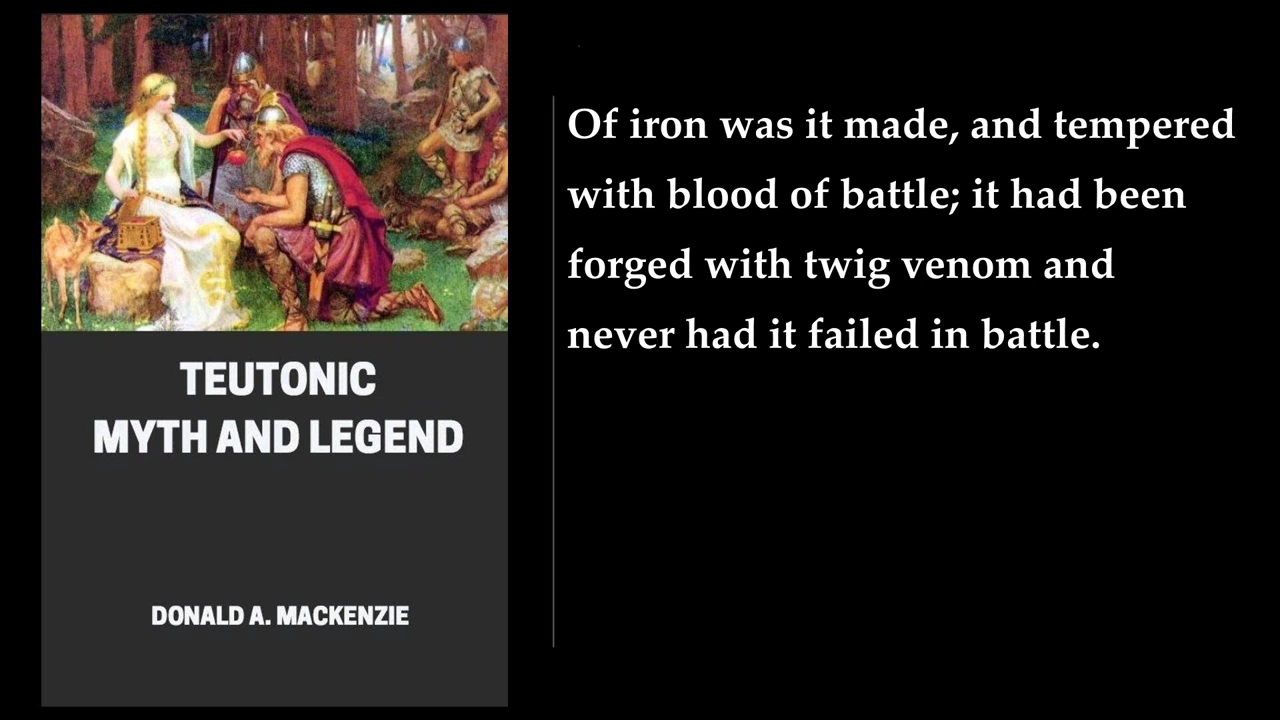 TEUTONIC
MYTH AND LEGEND
DONALD A. MACKENZIE
Of iron was it made, and tempered
with blood of battle; it had been
forged with twig venom and
never had it failed in battle.